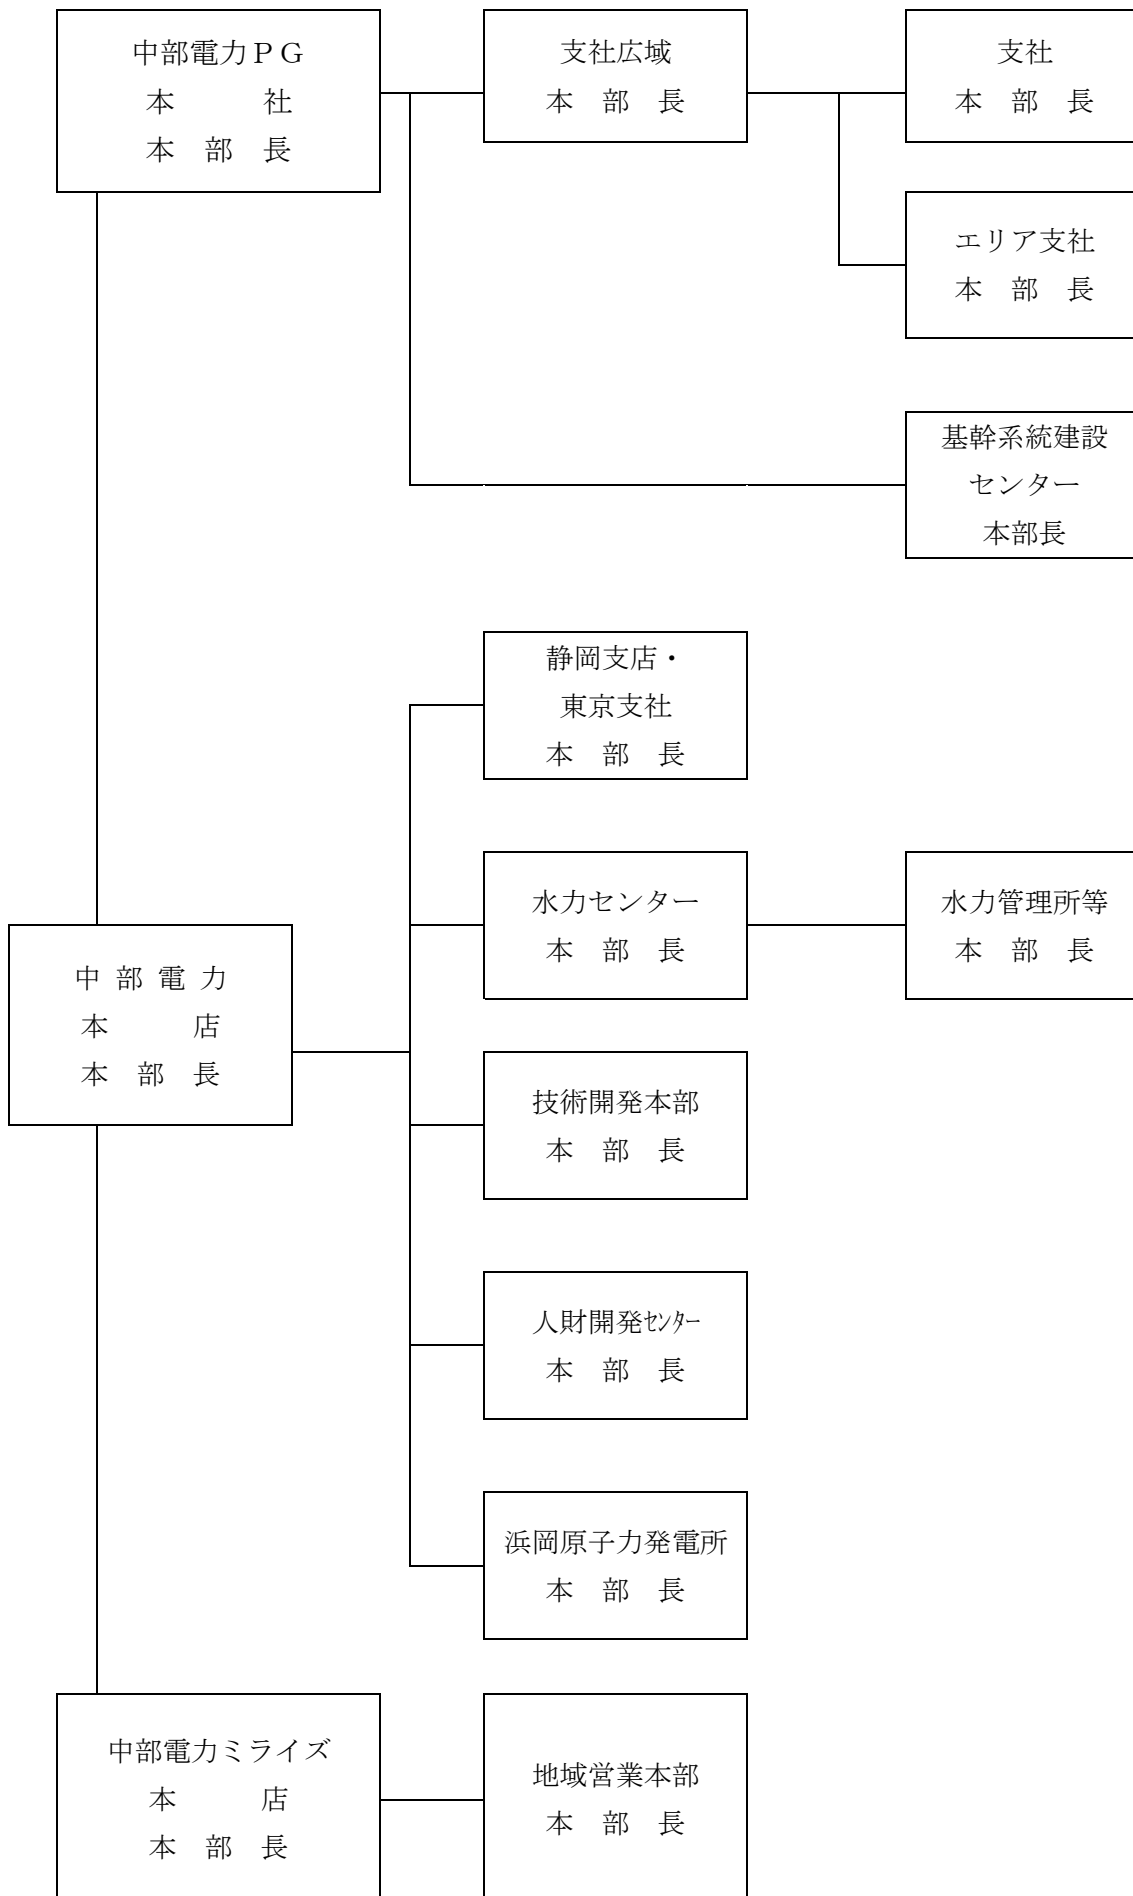 中部電力ＰＧ
本　　　社
本　部　長
支社広域
本　部　長
支社
本　部　長
エリア支社
本　部　長
基幹系統建設
センター
本部長
静岡支店・
東京支社
本　部　長
水力センター
本　部　長
水力管理所等
本　部　長
中 部 電 力
本　　　店
本　部　長
技術開発本部
本　部　長
人財開発ｾﾝﾀｰ
本　部　長
浜岡原子力発電所
本　部　長
中部電力ミライズ
本　　　店
本　部　長
地域営業本部
本　部　長